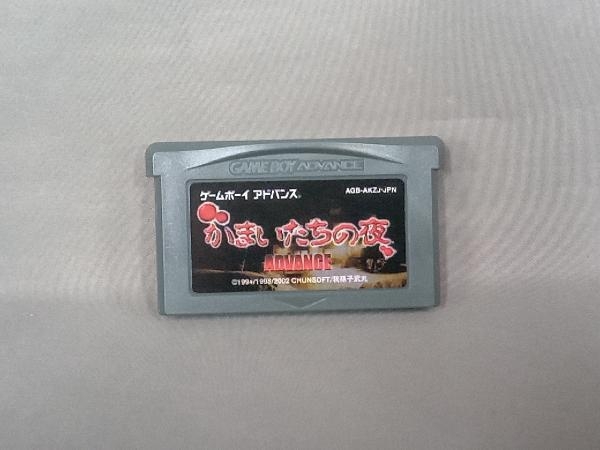 GAME BOY ADVANCE
ゲームボーイ アドバンス
AGB-AKZJ-JPN
かまいたちの夜
ADVANCE
©1994/1998/2002 CHUNSOFT/我孫子武丸